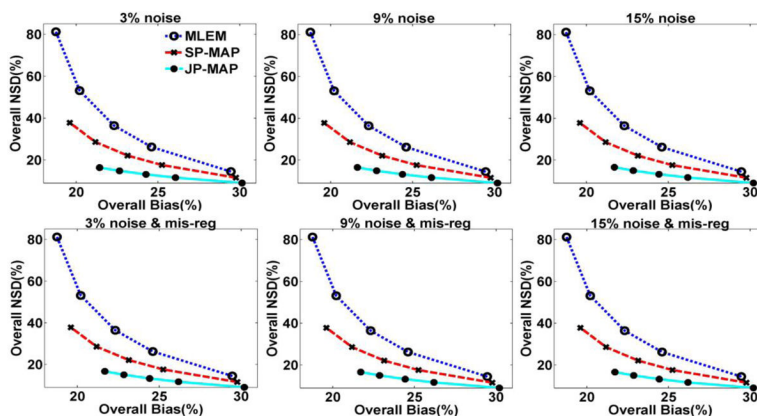 3% noise
9% noise
15% noise
Overall NSD(%)
80
60
40
20
MLEM
SP-MAP
JP-MAP
20
25
30
Overall Bias(%)
Overall NSD(%)
80
60
40
20
20
25
30
Overall Bias(%)
Overall NSD(%)
80
60
40
20
20
25
30
Overall Bias(%)
3% noise & mis-reg
9% noise & mis-reg
15% noise & mis-reg
Overall NSD(%)
80
60
40
20
20
25
30
Overall Bias(%)
Overall NSD(%)
80
60
40
20
20
25
30
Overall Bias(%)
Overall NSD(%)
80
60
40
20
20
25
30
Overall Bias(%)